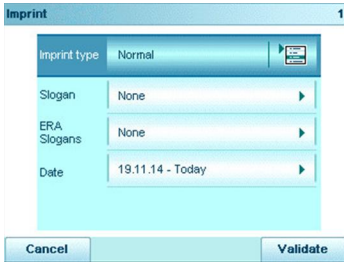 Imprint 1
Imprint type Normal
Slogan None
ERA
Slogans None
Date 19.11.14 - Today
Cancel Validate